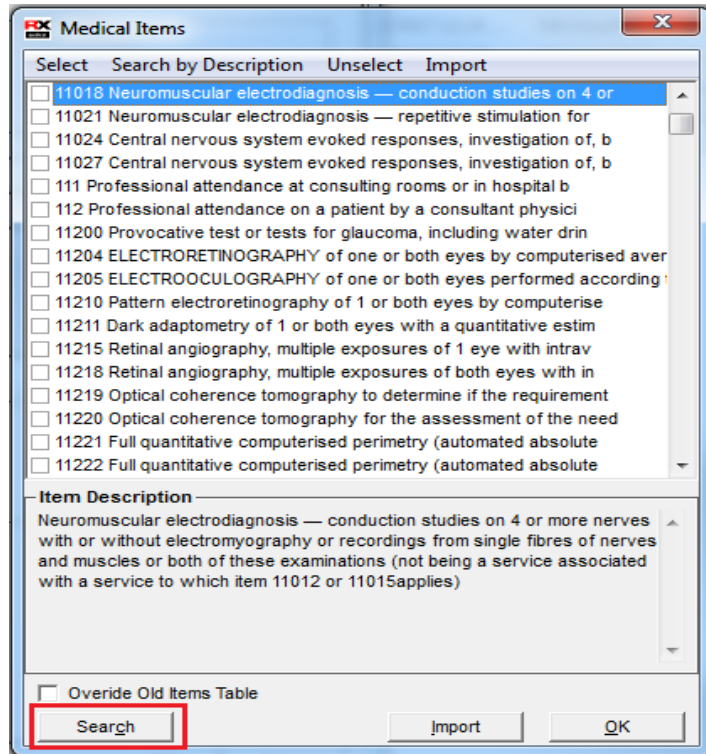 RX
Medical Items
Select Search by Description Unselect Import
11018 Neuromuscular electrodiagnosis — conduction studies on 4 or
11021 Neuromuscular electrodiagnosis — repetitive stimulation for
11024 Central nervous system evoked responses, investigation of, b
11027 Central nervous system evoked responses, investigation of, b
111 Professional attendance at consulting rooms or in hospital b
112 Professional attendance on a patient by a consultant physici
11200 Provocative test or tests for glaucoma, including water drin
11204 ELECTRORETINOGRAPHY of one or both eyes by computerised aver
11205 ELECTROOCULOGRAPHY of one or both eyes performed according
11210 Pattern electroretinography of 1 or both eyes by computerise
11211 Dark adaptometry of 1 or both eyes with a quantitative estim
11215 Retinal angiography, multiple exposures of 1 eye with intrav
11218 Retinal angiography, multiple exposures of both eyes with in
11219 Optical coherence tomography to determine if the requirement
11220 Optical coherence tomography for the assessment of the need
11221 Full quantitative computerised perimetry (automated absolute
11222 Full quantitative computerised perimetry (automated absolute
Item Description
Neuromuscular electrodiagnosis — conduction studies on 4 or more nerves
with or without electromyography or recordings from single fibres of nerves
and muscles or both of these examinations (not being a service associated
with a service to which item 11012 or 11015applies)
Overide Old Items Table
Search Import OK